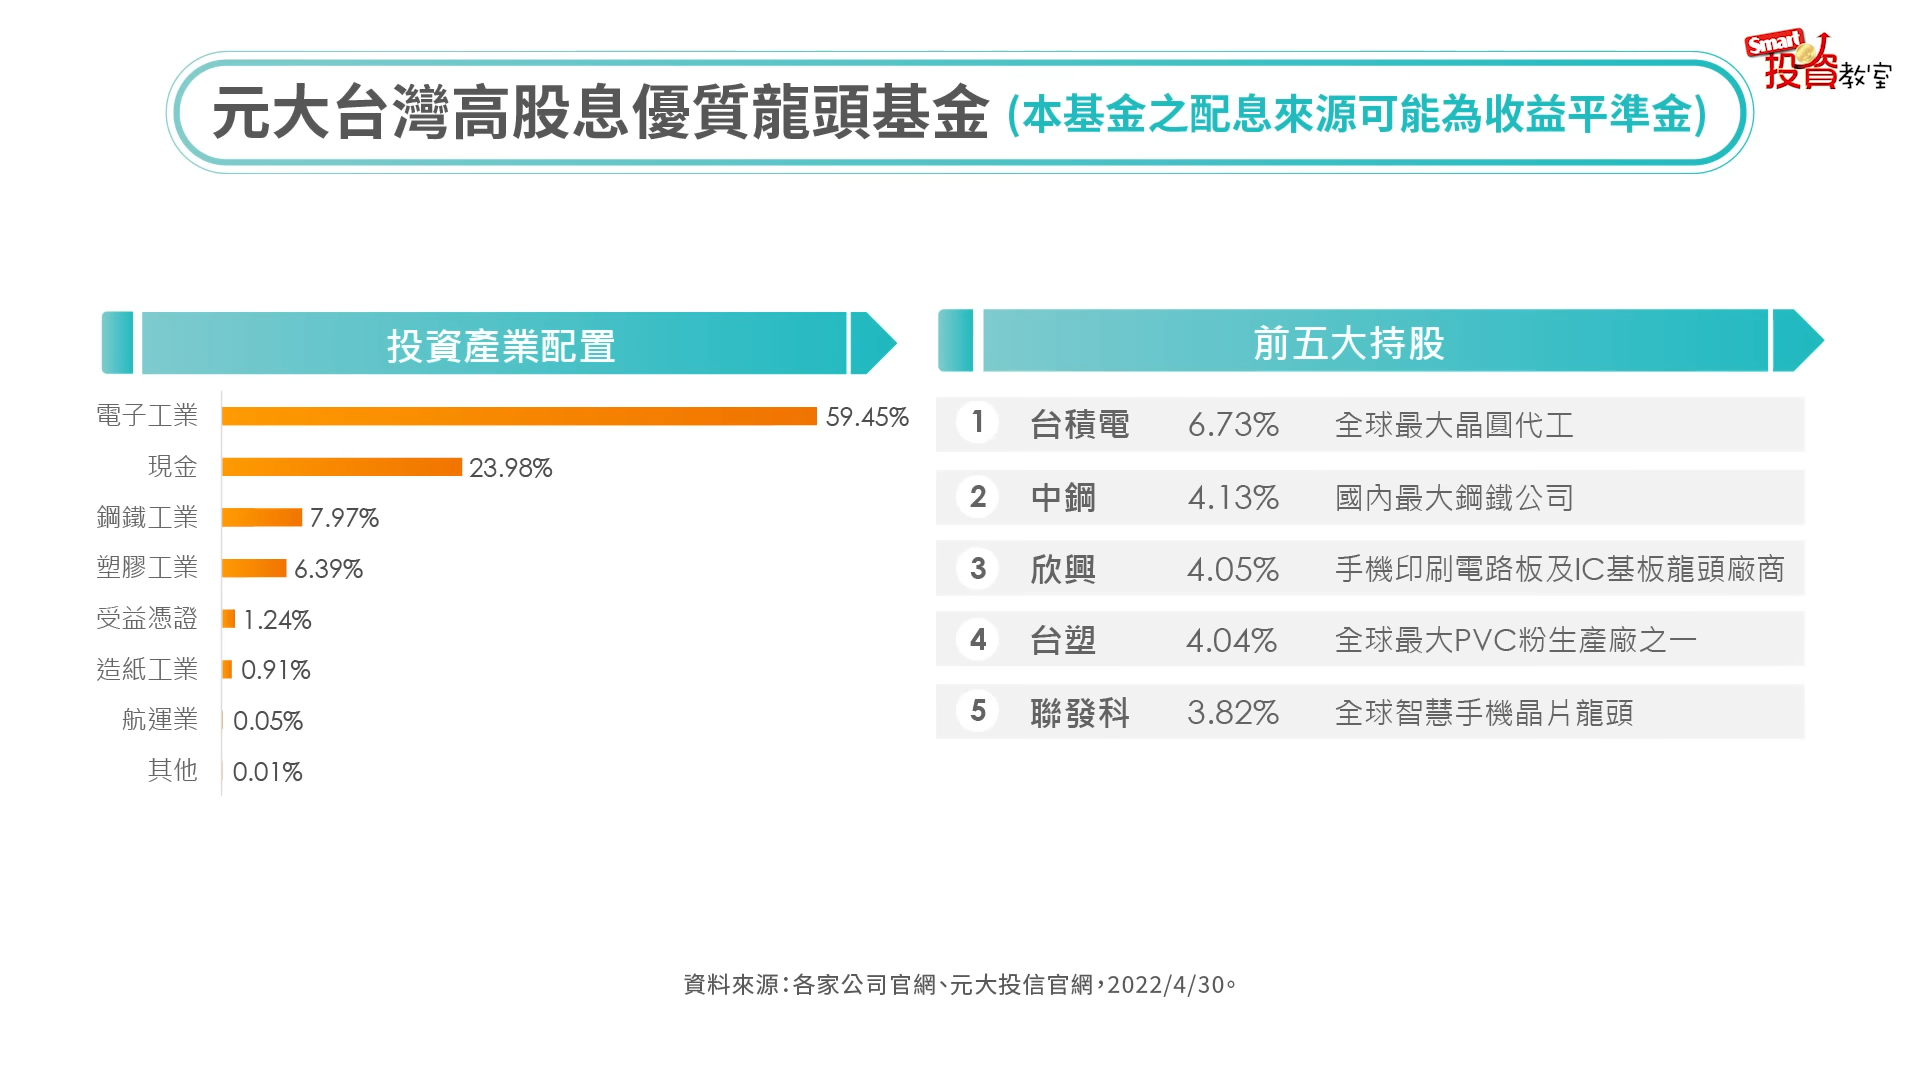 元大台灣高股息優質龍頭基金 (本基金之配息來源可能為收益平準金)
Smart
投資教室
投資產業配置
電子工業 59.45%
現金 23.98%
鋼鐵工業 7.97%
塑膠工業 6.39%
受益憑證 1.24%
造紙工業 0.91%
航運業 0.05%
其他 0.01%
前五大持股
1 台積電 6.73% 全球最大晶圓代工
2 中鋼 4.13% 國內最大鋼鐵公司
3 欣興 4.05% 手機印刷電路板及IC基板龍頭廠商
4 台塑 4.04% 全球最大PVC粉生產廠之一
5 聯發科 3.82% 全球智慧手機晶片龍頭
資料來源：各家公司官網、元大投信官網，2022/4/30。